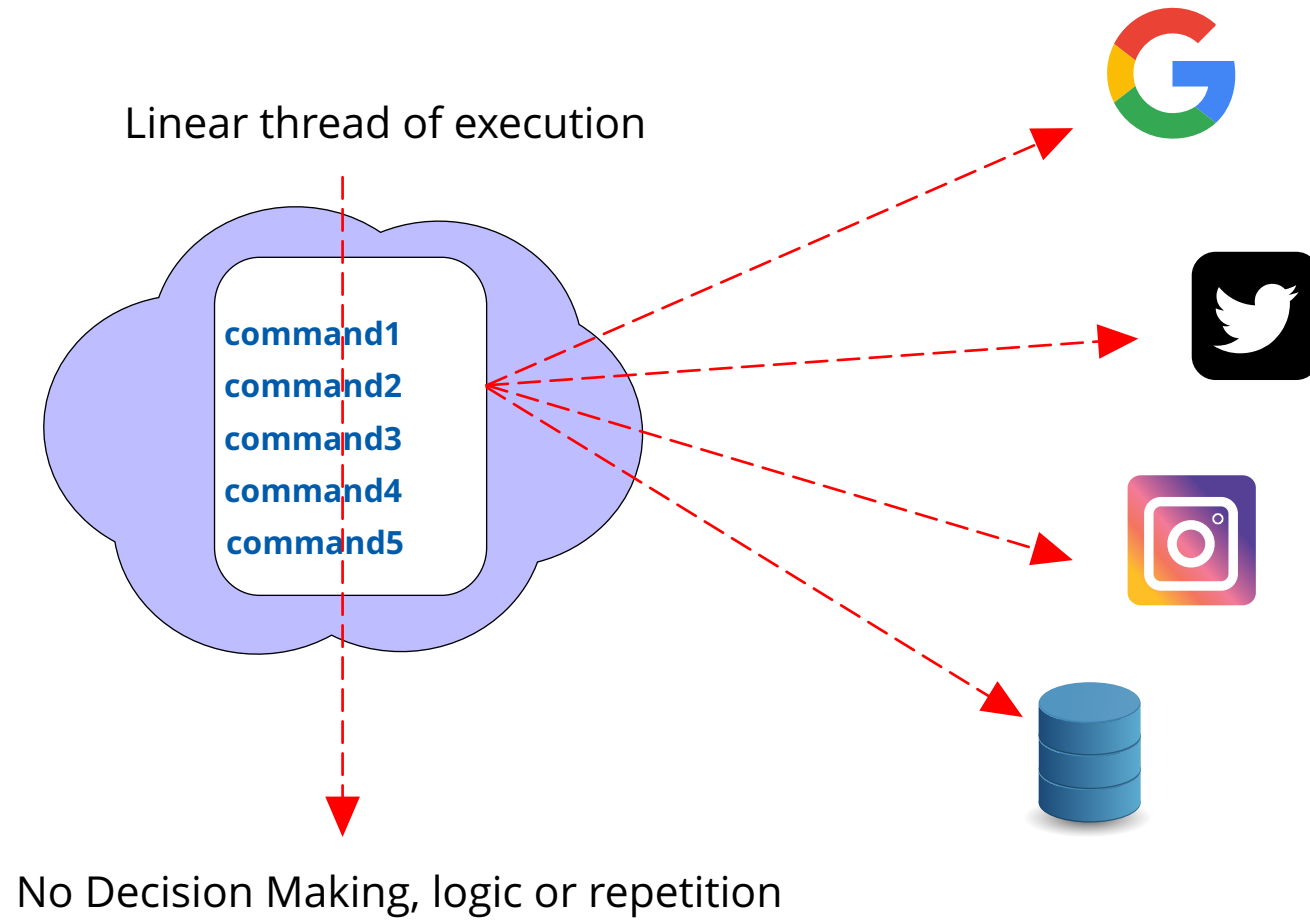 Linear thread of execution
command1
command2
command3
command4
command5
No Decision Making, logic or repetition